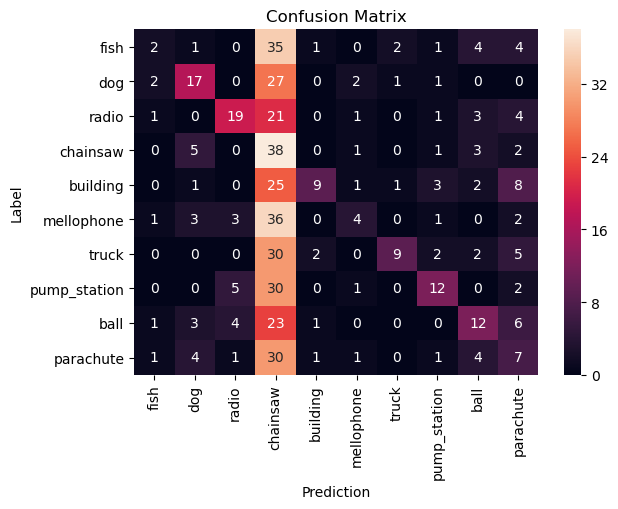 Confusion Matrix
fish 2 1 0 35 1 0 2 1 4 4
dog 2 17 0 27 0 2 1 1 0 0
radio 1 0 19 21 0 1 0 1 3 4
chainsaw 0 5 0 38 0 1 0 1 3 2
building 0 1 0 25 9 1 1 3 2 8
mellophone 1 3 3 36 0 4 0 1 0 2
truck 0 0 0 30 2 0 9 2 2 5
pump_station 0 0 5 30 0 1 0 12 0 2
ball 1 3 4 23 1 0 0 0 12 6
parachute 1 4 1 30 1 1 0 1 4 7
Label
fish dog radio chainsaw building mellophone truck pump_station ball parachute
Prediction
32
24
16
8
0